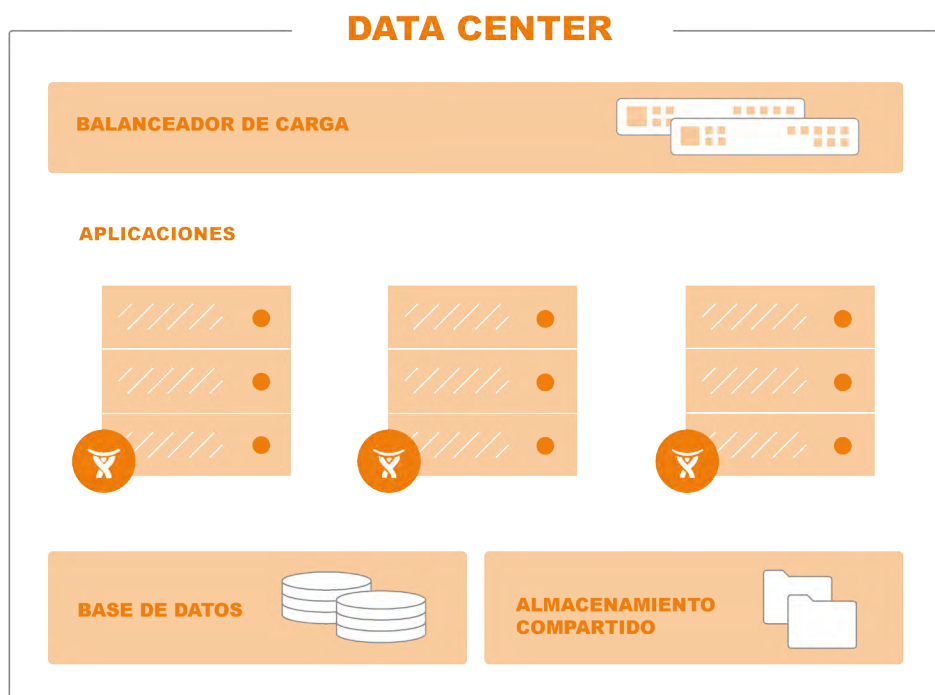 DATA CENTER
BALANCEADOR DE CARGA
APLICACIONES
BASE DE DATOS
ALMACENAMIENTO
COMPARTIDO